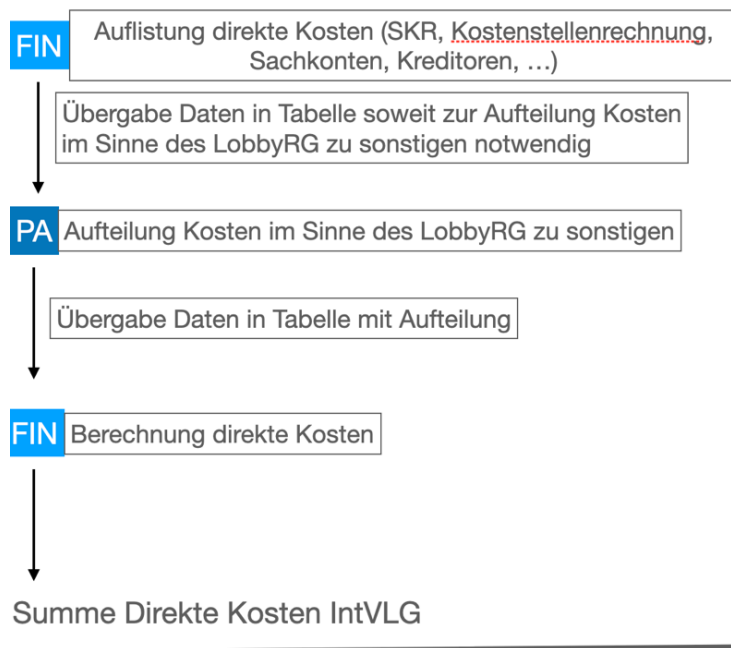 FIN
Auflistung direkte Kosten (SKR, Kostenstellenrechnung,
Sachkonten, Kreditoren, …)
Übergabe Daten in Tabelle soweit zur Aufteilung Kosten
im Sinne des LobbyRG zu sonstigen notwendig
PA
Aufteilung Kosten im Sinne des LobbyRG zu sonstigen
Übergabe Daten in Tabelle mit Aufteilung
FIN
Berechnung direkte Kosten
Summe Direkte Kosten IntVLG